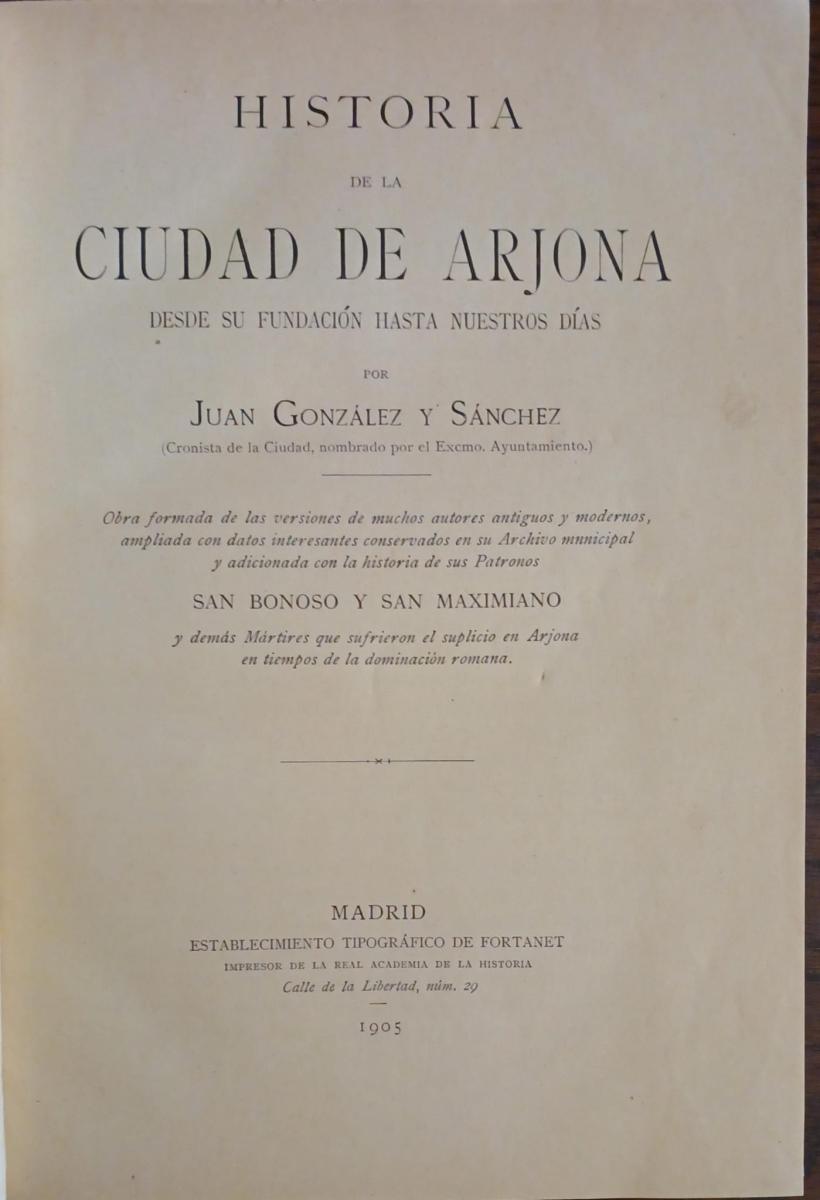 HISTORIA
DE LA
CIUDAD DE ARJONA
DESDE SU FUNDACIÓN HASTA NUESTROS DÍAS
POR
JUAN GONZÁLEZ Y SÁNCHEZ
(Cronista de la Ciudad, nombrado por el Excmo. Ayuntamiento.)
Obra formada de las versiones de muchos autores antiguos y modernos,
ampliada con datos interesantes conservados en su Archivo municipal
y adicionada con la historia de sus Patronos
SAN BONOSO Y SAN MAXIMIANO
y demás Mártires que sufrieron el suplicio en Arjona
en tiempos de la dominación romana.
MADRID
ESTABLECIMIENTO TIPOGRÁFICO DE FORTANET
IMPRESOR DE LA REAL ACADEMIA DE LA HISTORIA
Calle de la Libertad, núm. 29
1905